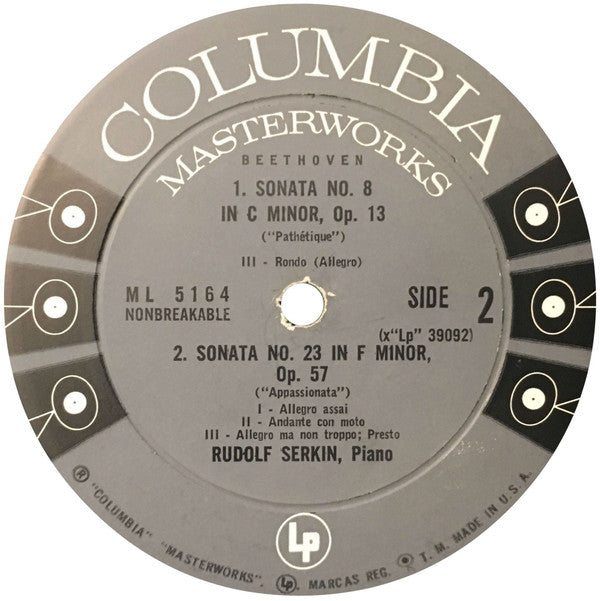 COLUMBIA
MASTERWORKS
BEETHOVEN
1. SONATA NO. 8
IN C MINOR, Op. 13
("Pathétique")
III - Rondo (Allegro)
ML 5164
NONBREAKABLE
SIDE 2
(x"Lp" 39092)
2. SONATA NO. 23 IN F MINOR,
Op. 57
("Appassionata")
I - Allegro assai
II - Andante con moto
III - Allegro ma non troppo; Presto
RUDOLF SERKIN, Piano
Lp
® "COLUMBIA" "MASTERWORKS". Lp. MARCAS REG. T. M. MADE IN U.S.A.